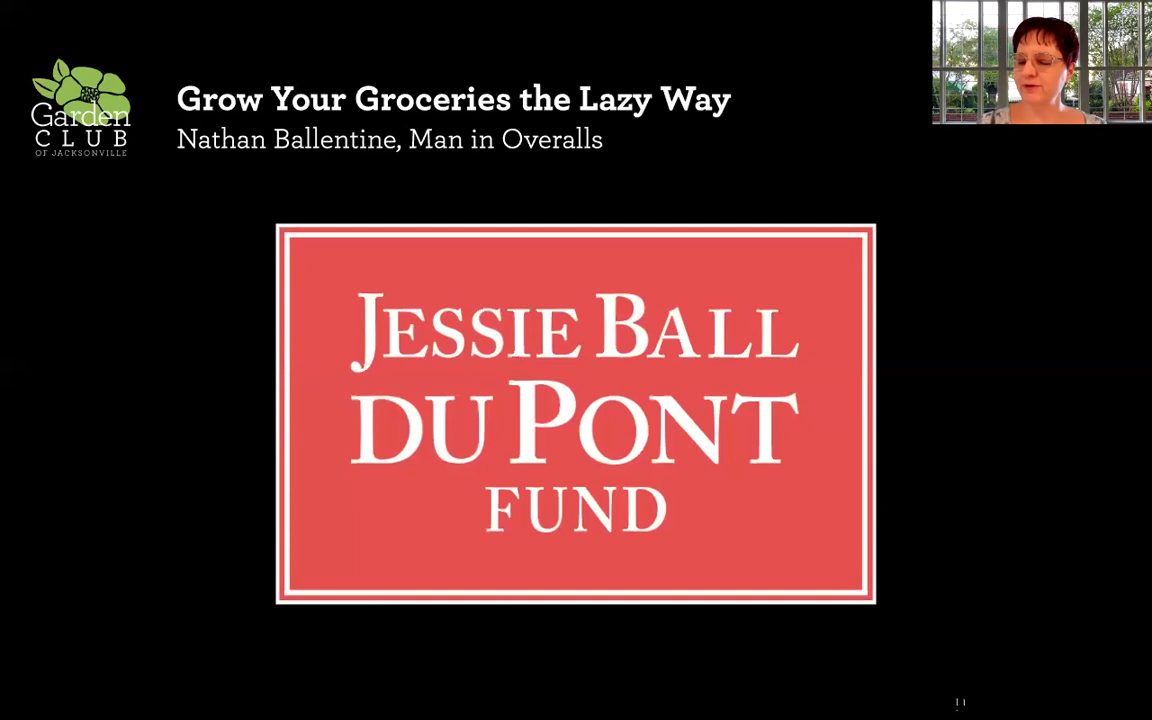 Garden
CLUB
OF JACKSONVILLE
Grow Your Groceries the Lazy Way
Nathan Ballentine, Man in Overalls
JESSIE BALL
DU PONT
FUND